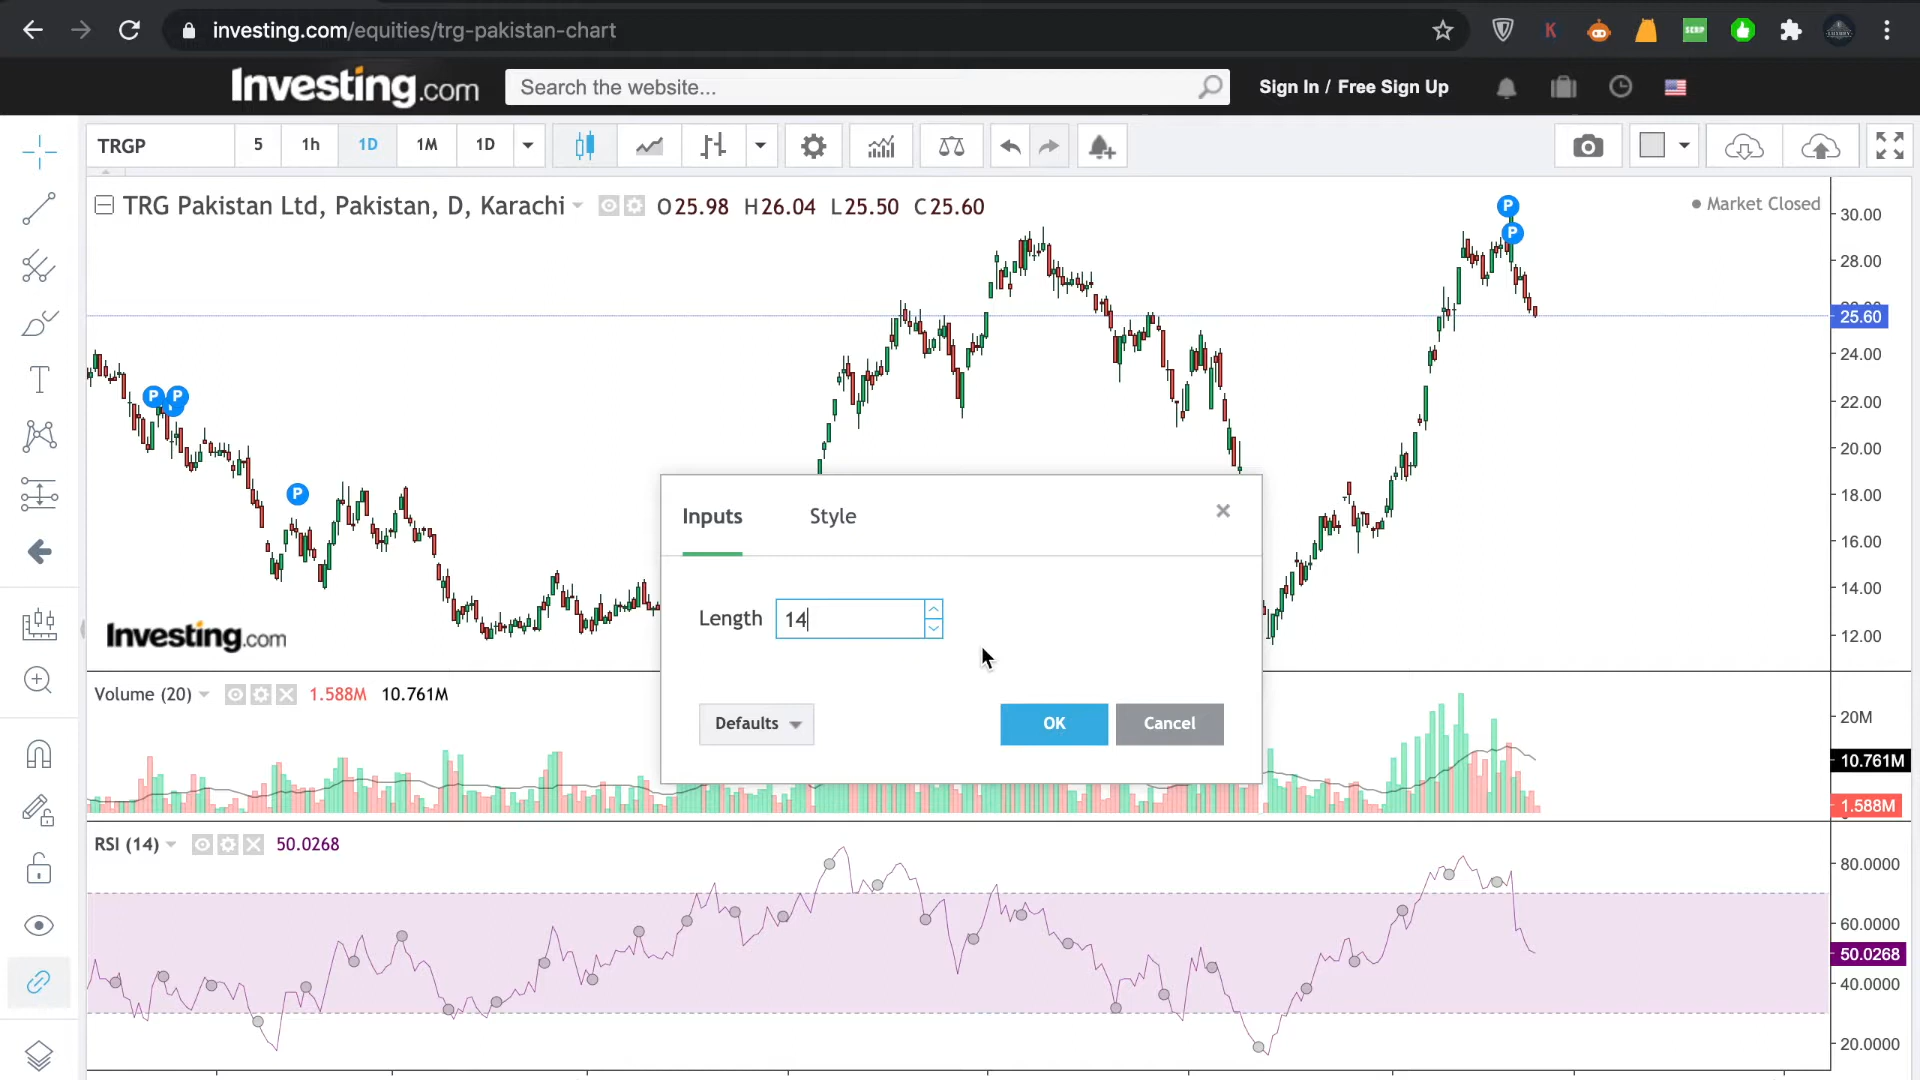 investing.com/equities/trg-pakistan-chart
K
SERP
Investing.com
Search the website...
Sign In / Free Sign Up
TRGP
5
1h
1D
1M
1D
TRG Pakistan Ltd, Pakistan, D, Karachi
O25.98 H26.04 L25.50 C25.60
Market Closed
P
P
P
P
P
30.00
28.00
25.60
24.00
22.00
20.00
18.00
16.00
14.00
12.00
Inputs
Style
Length
14
Defaults
OK
Cancel
Investing.com
Volume (20)
1.588M
10.761M
20M
10.761M
1.588M
RSI (14)
50.0268
80.0000
60.0000
50.0268
40.0000
20.0000